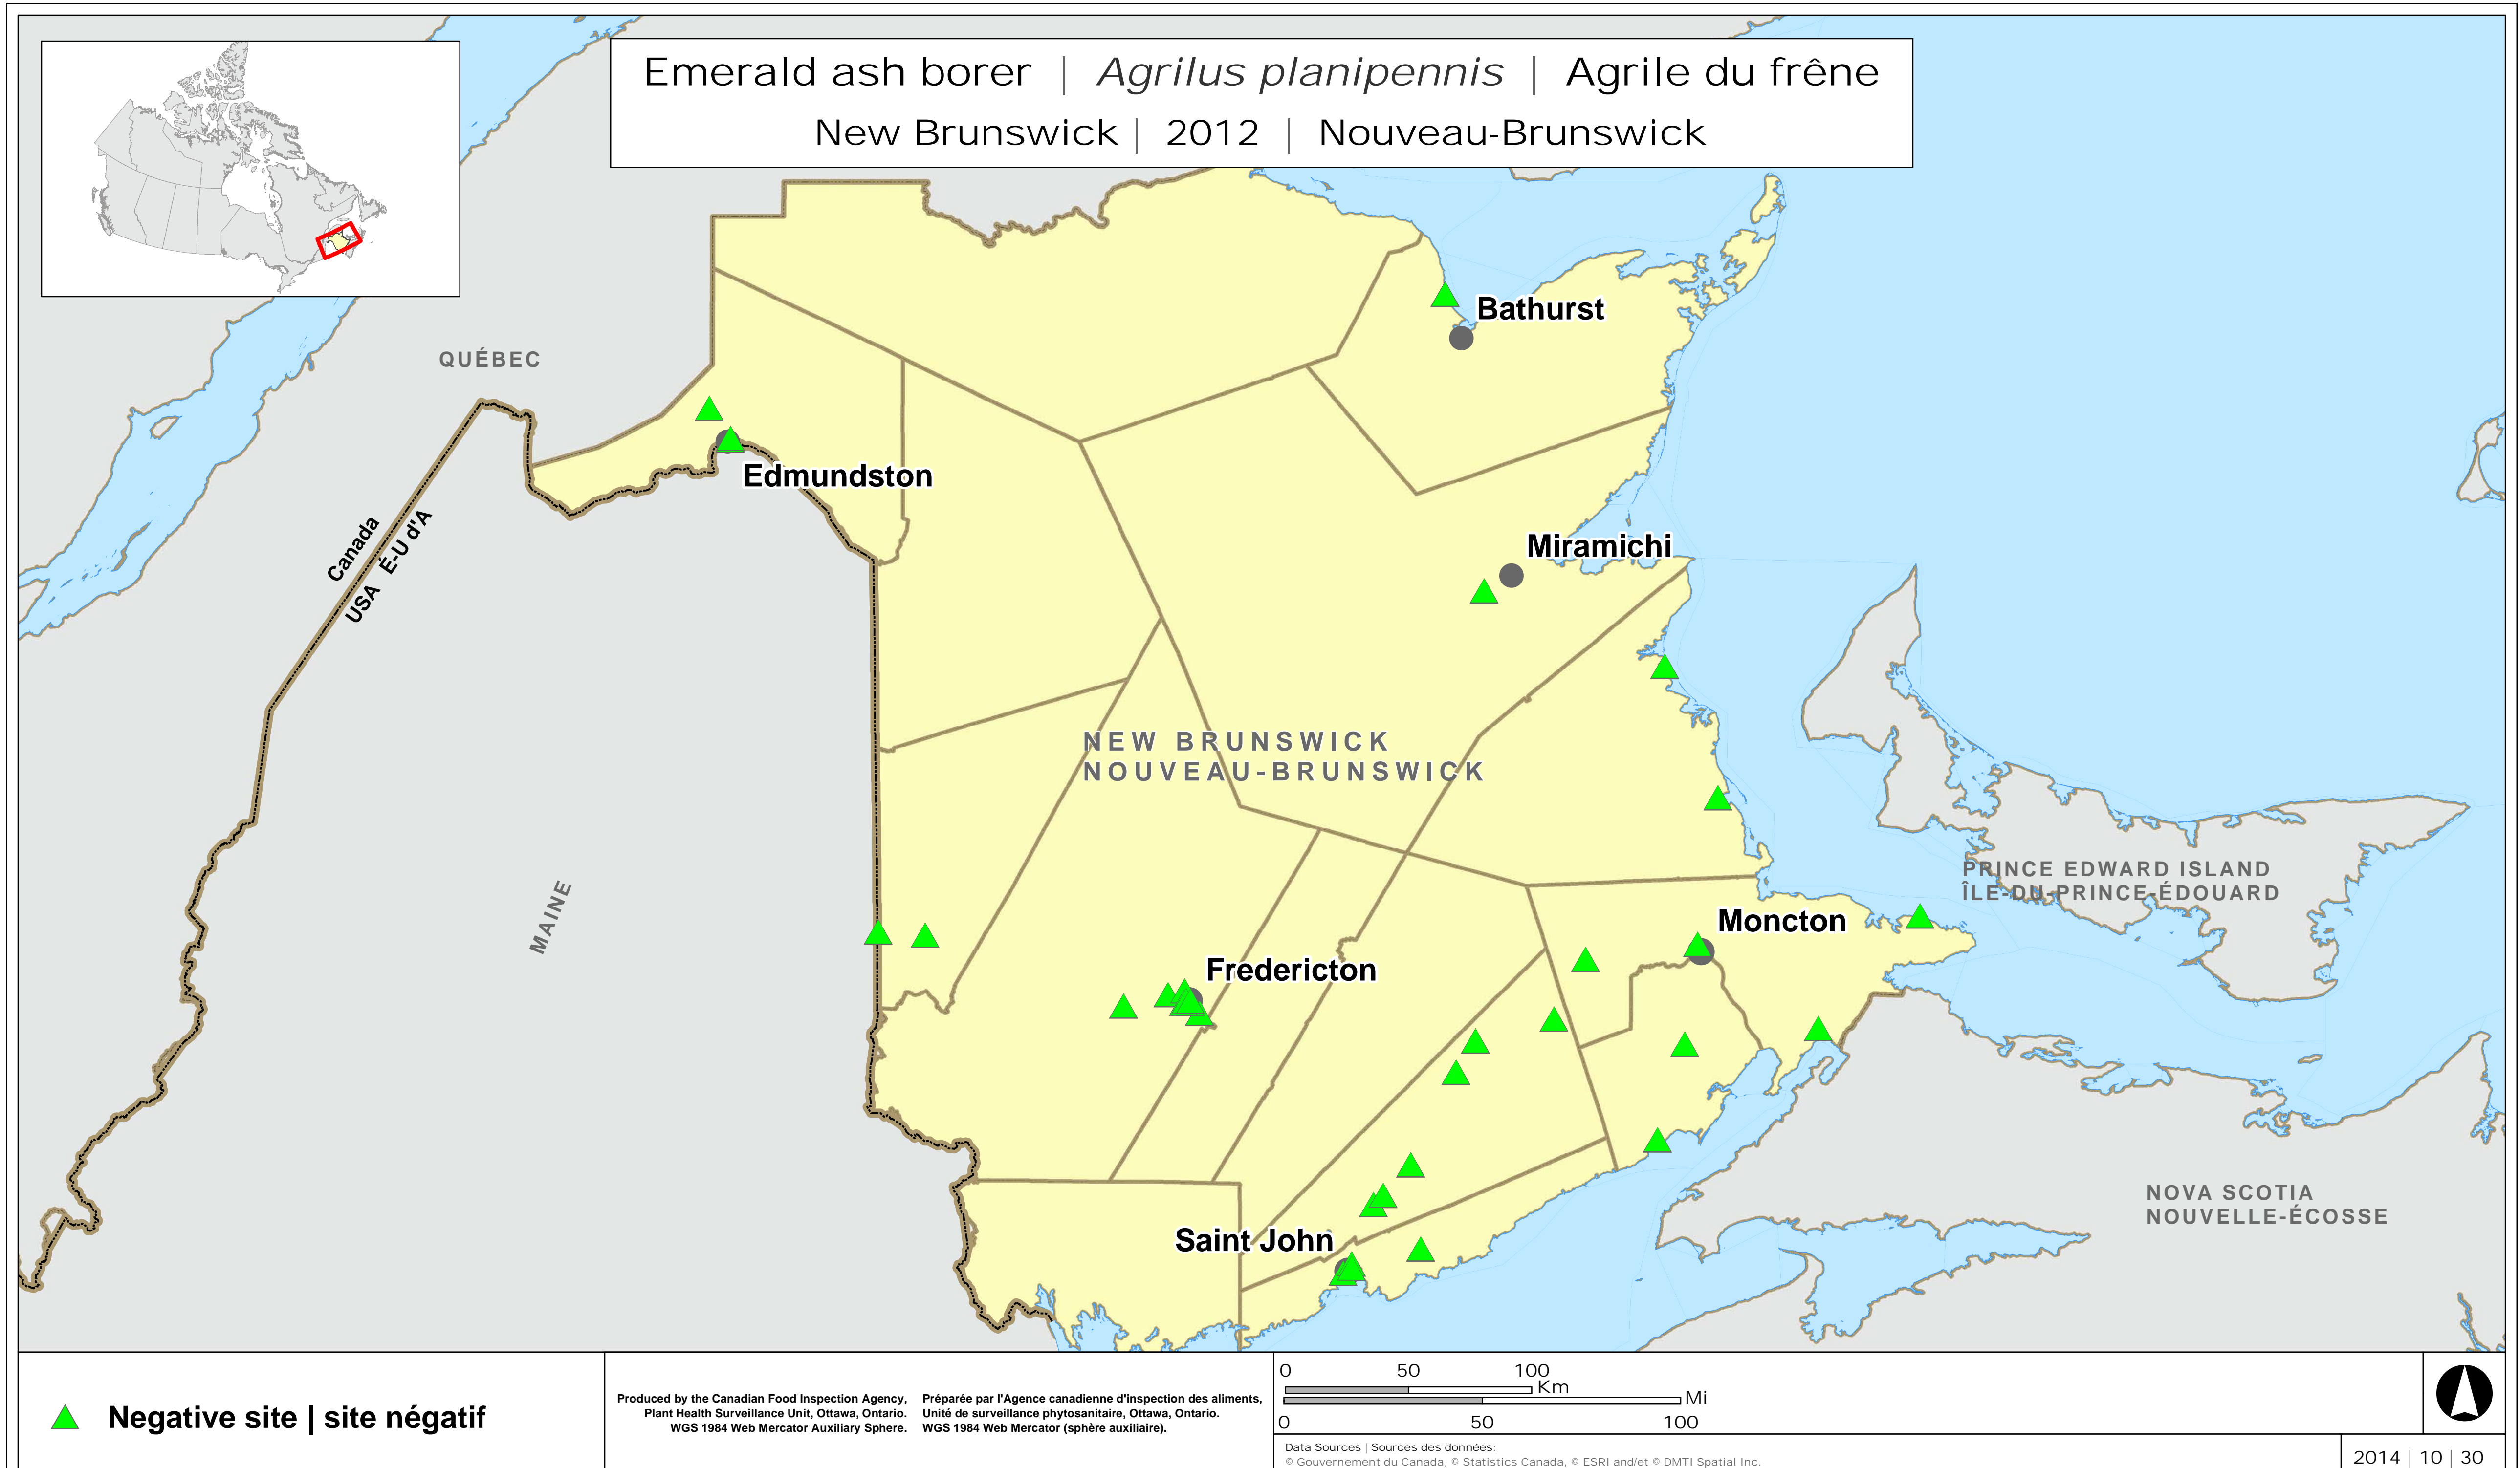 Emerald ash borer | Agrilus planipennis | Agrile du frêne
New Brunswick | 2012 | Nouveau-Brunswick
Bathurst
QUÉBEC
Edmundston
Canada
USA É-U d'A
Miramichi
NEW BRUNSWICK
NOUVEAU-BRUNSWICK
PRINCE EDWARD ISLAND
ÎLE-DU-PRINCE-ÉDOUARD
MAINE
Moncton
Fredericton
NOVA SCOTIA
NOUVELLE-ÉCOSSE
Saint John
Negative site | site négatif
Produced by the Canadian Food Inspection Agency,
Plant Health Surveillance Unit, Ottawa, Ontario.
WGS 1984 Web Mercator Auxiliary Sphere.
Préparée par l'Agence canadienne d'inspection des aliments,
Unité de surveillance phytosanitaire, Ottawa, Ontario.
WGS 1984 Web Mercator (sphère auxiliaire).
0 50 100
Km
Mi
0 50 100
Data Sources | Sources des données:
© Gouvernement du Canada, © Statistics Canada, © ESRI and/et © DMTI Spatial Inc.
2014 | 10 | 30